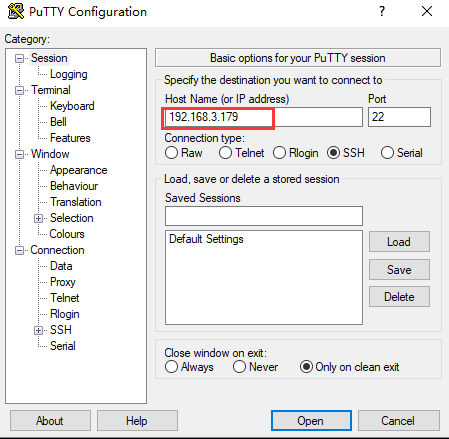 PuTTY Configuration
?
Category:
Session
Logging
Terminal
Keyboard
Bell
Features
Window
Appearance
Behaviour
Translation
Selection
Colours
Connection
Data
Proxy
Telnet
Rlogin
SSH
Serial
Basic options for your PuTTY session
Specify the destination you want to connect to
Host Name (or IP address) Port
192.168.3.179 22
Connection type:
Raw Telnet Rlogin SSH Serial
Load, save or delete a stored session
Saved Sessions
Default Settings
Load
Save
Delete
Close window on exit:
Always Never Only on clean exit
About Help Open Cancel